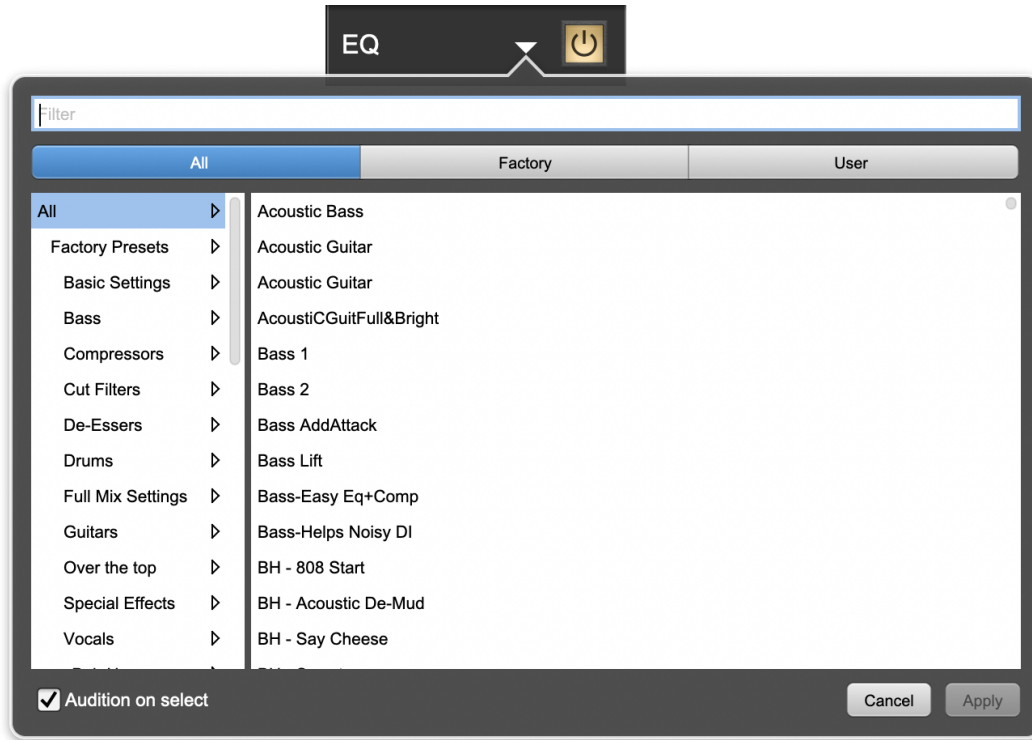 EQ
Filter
All Factory User
All
Factory Presets
Basic Settings
Bass
Compressors
Cut Filters
De-Essers
Drums
Full Mix Settings
Guitars
Over the top
Special Effects
Vocals
Acoustic Bass
Acoustic Guitar
Acoustic Guitar
AcoustiCGuitFull&Bright
Bass 1
Bass 2
Bass AddAttack
Bass Lift
Bass-Easy Eq+Comp
Bass-Helps Noisy DI
BH - 808 Start
BH - Acoustic De-Mud
BH - Say Cheese
Audition on select
Cancel Apply